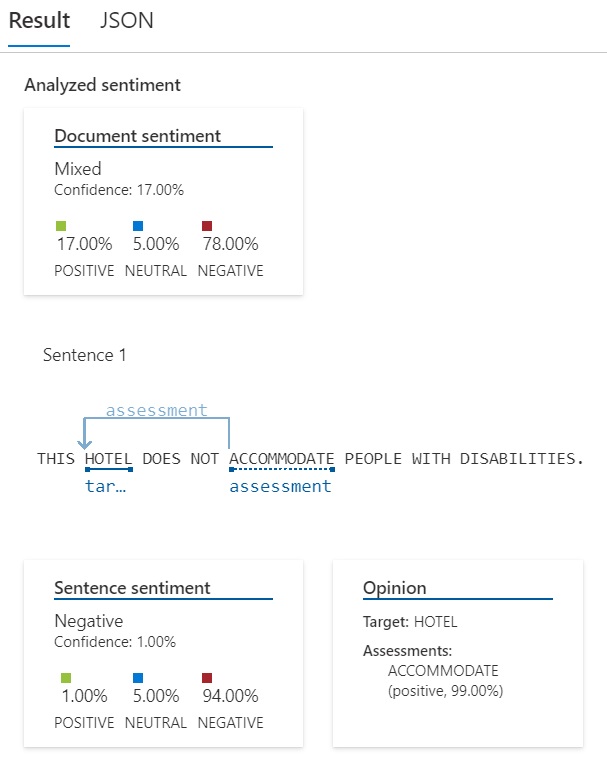 Result JSON
Analyzed sentiment
Document sentiment
Mixed
Confidence: 17.00%
17.00% 5.00% 78.00%
POSITIVE NEUTRAL NEGATIVE
Sentence 1
assessment
THIS HOTEL DOES NOT ACCOMMODATE PEOPLE WITH DISABILITIES.
tar... assessment
Sentence sentiment
Negative
Confidence: 1.00%
1.00% 5.00% 94.00%
POSITIVE NEUTRAL NEGATIVE
Opinion
Target: HOTEL
Assessments:
ACCOMMODATE
(positive, 99.00%)